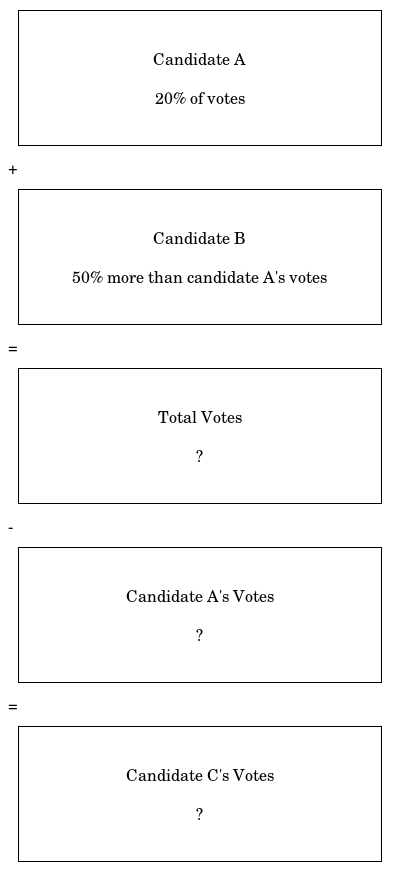 Candidate A
20% of votes
+
Candidate B
50% more than candidate A's votes
=
Total Votes
?
-
Candidate A's Votes
?
=
Candidate C's Votes
?